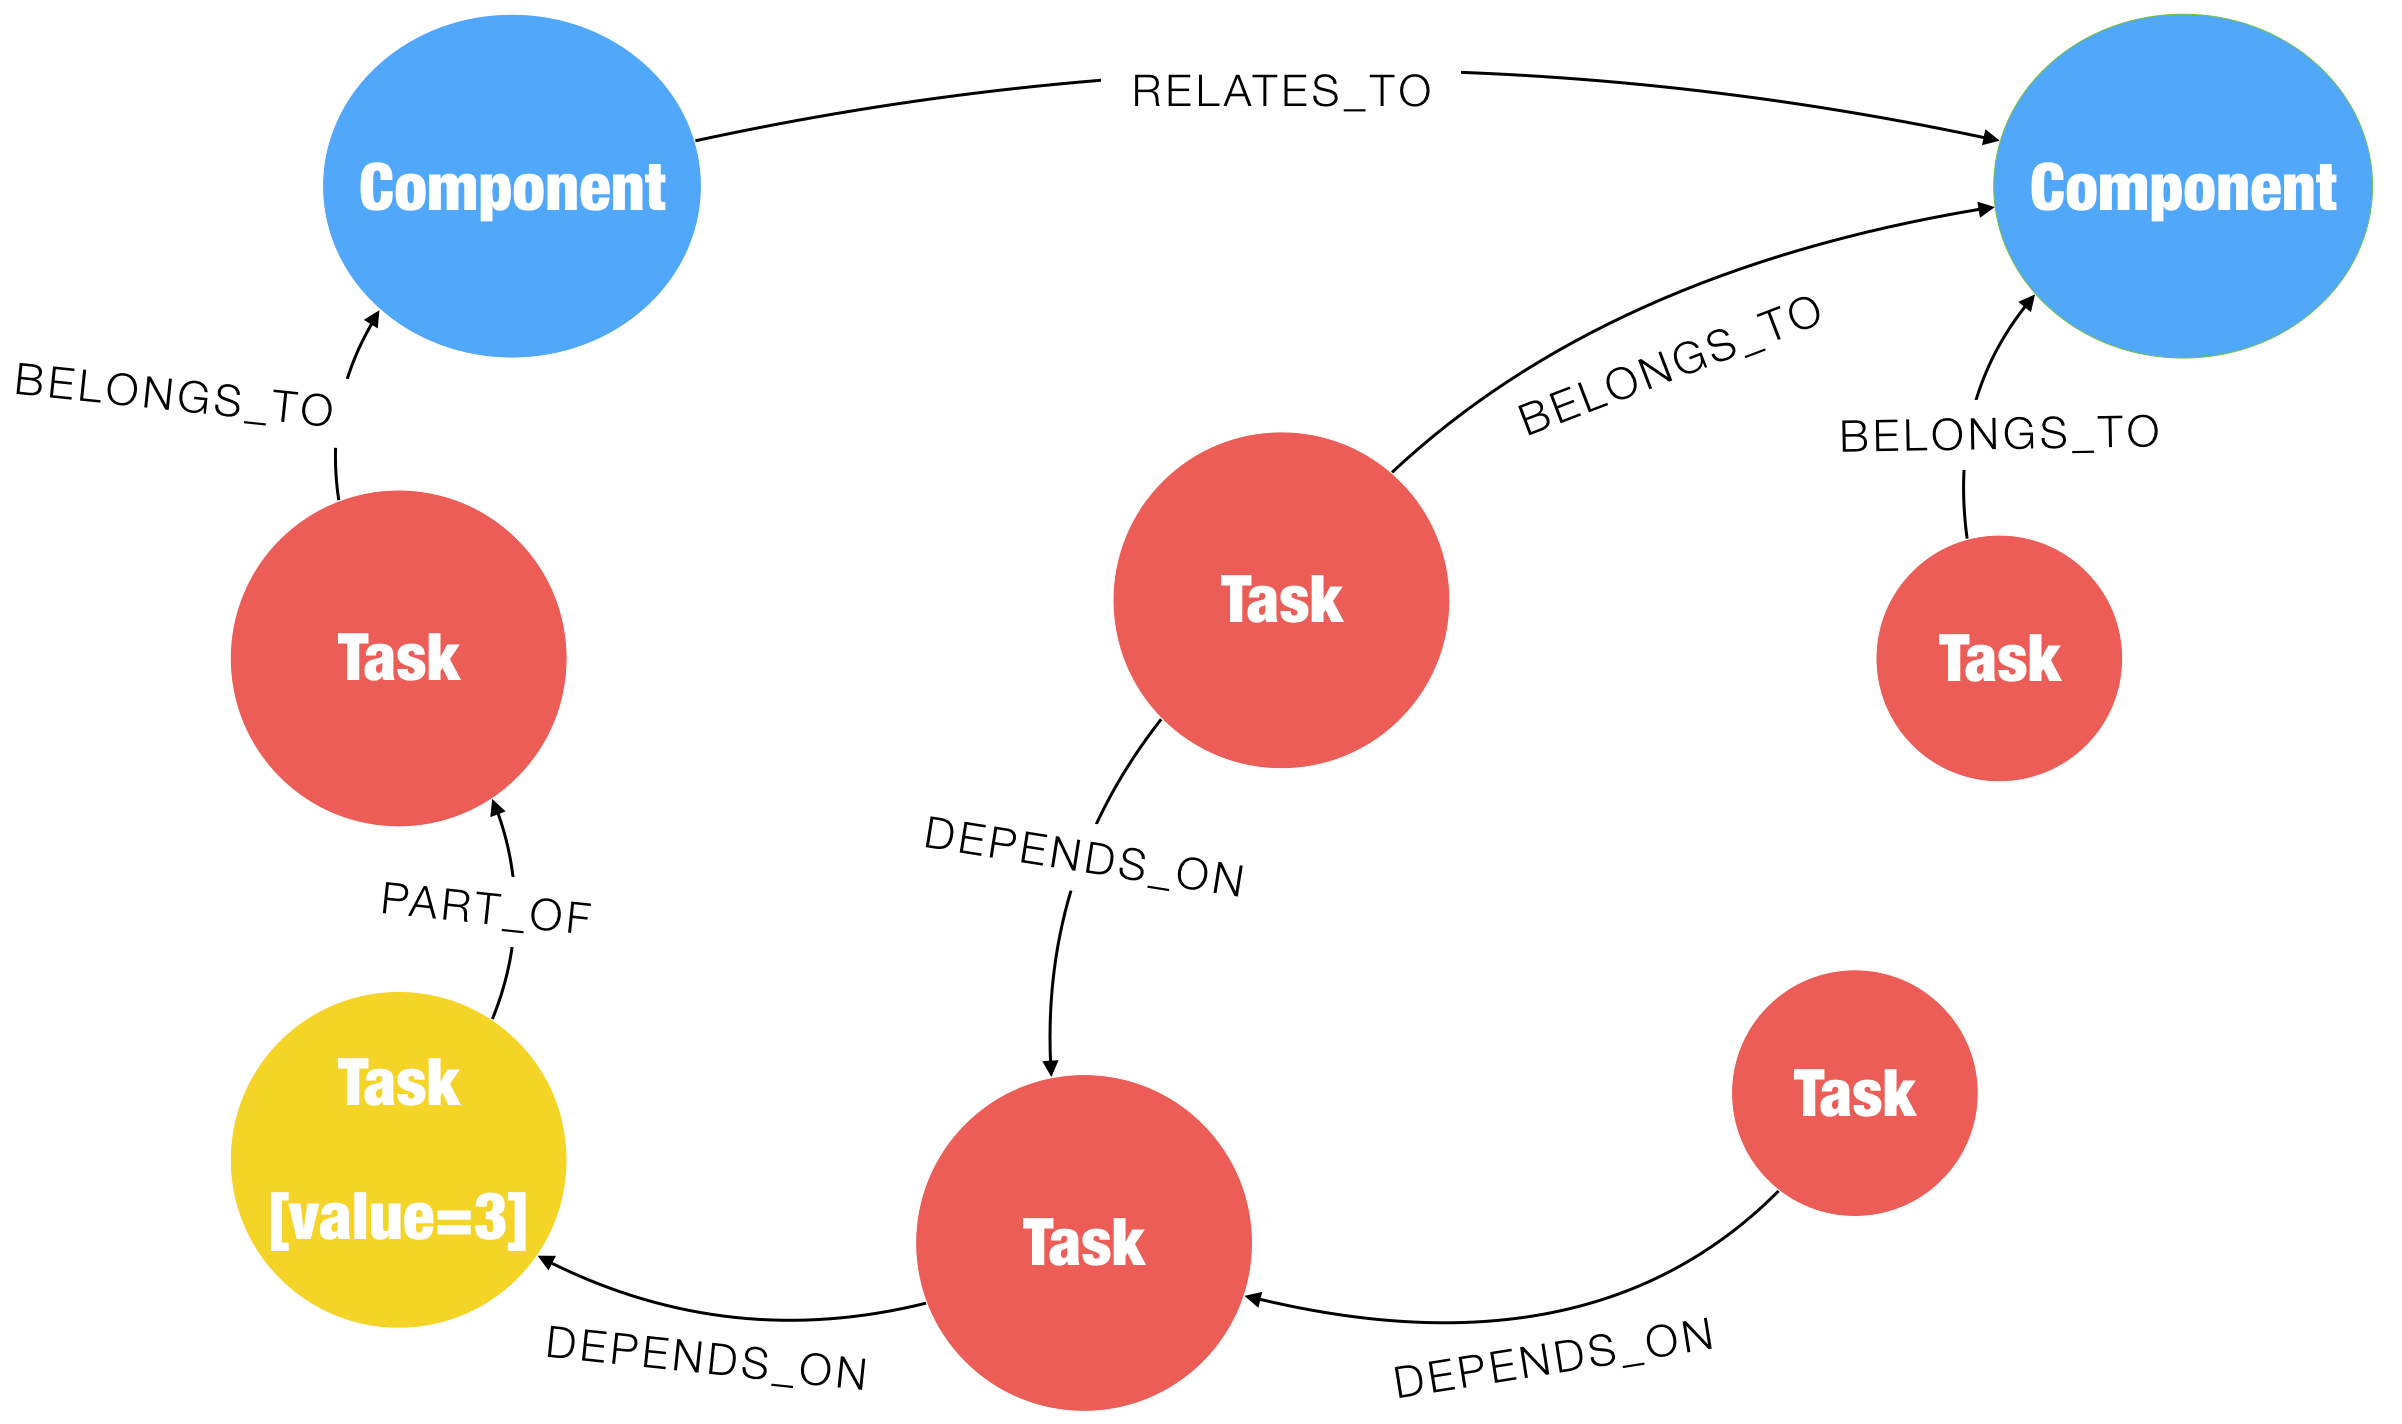 RELATES_TO
Component
Component
BELONGS_TO
BELONGS_TO
BELONGS_TO
Task
Task
Task
DEPENDS_ON
PART_OF
Task
[value=3]
Task
Task
DEPENDS_ON
DEPENDS_ON